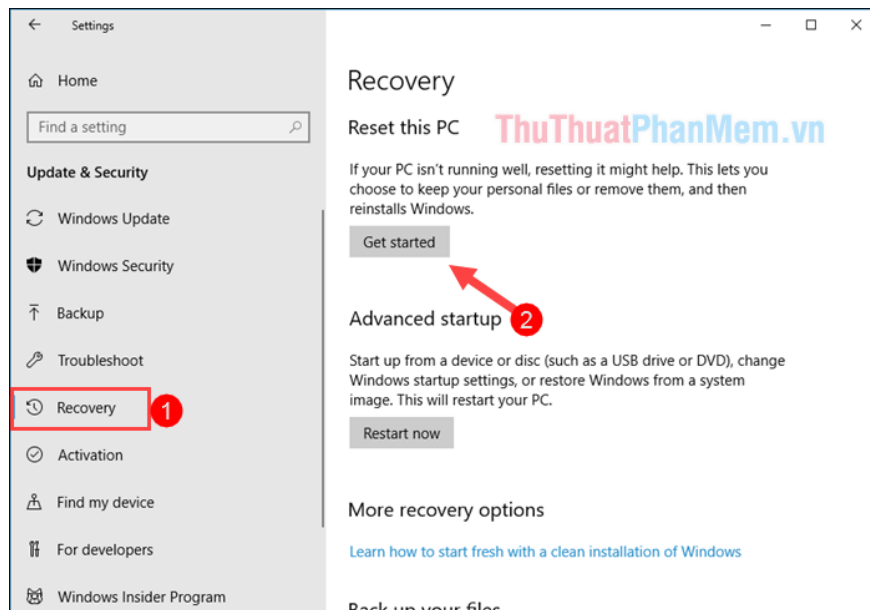 Settings
Home
Find a setting
Update & Security
Windows Update
Windows Security
Backup
Troubleshoot
Recovery
1
Activation
Find my device
For developers
Windows Insider Program
Recovery
Reset this PC
ThuThuatPhanMem.vn
If your PC isn't running well, resetting it might help. This lets you
choose to keep your personal files or remove them, and then
reinstalls Windows.
Get started
Advanced startup
2
Start up from a device or disc (such as a USB drive or DVD), change
Windows startup settings, or restore Windows from a system
image. This will restart your PC.
Restart now
More recovery options
Learn how to start fresh with a clean installation of Windows
Back up your files